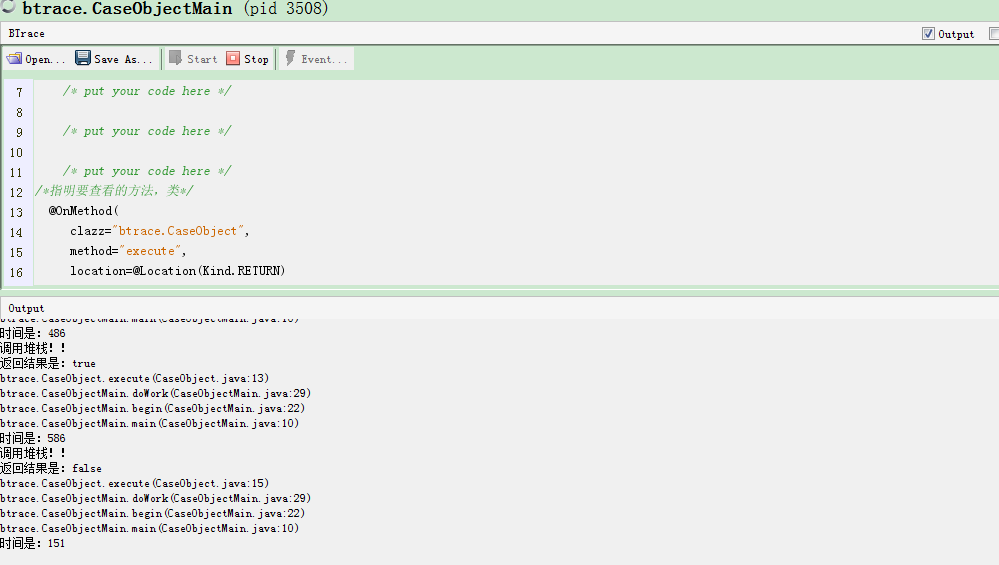 btrace.CaseObjectMain (pid 3508)
BTrace
Output
Open... Save As... Start Stop Event...
7 /* put your code here */
8
9 /* put your code here */
10
11 /* put your code here */
12 /*指明要查看的方法，类*/
13 @OnMethod(
14 clazz="btrace.CaseObject",
15 method="execute",
16 location=@Location(Kind.RETURN)
Output
btrace.CaseObjectMain.main(CaseObjectMain.java:10)
时间是: 486
调用堆栈！！
返回结果是: true
btrace.CaseObject.execute(CaseObject.java:13)
btrace.CaseObjectMain.doWork(CaseObjectMain.java:29)
btrace.CaseObjectMain.begin(CaseObjectMain.java:22)
btrace.CaseObjectMain.main(CaseObjectMain.java:10)
时间是: 586
调用堆栈！！
返回结果是: false
btrace.CaseObject.execute(CaseObject.java:15)
btrace.CaseObjectMain.doWork(CaseObjectMain.java:29)
btrace.CaseObjectMain.begin(CaseObjectMain.java:22)
btrace.CaseObjectMain.main(CaseObjectMain.java:10)
时间是: 151